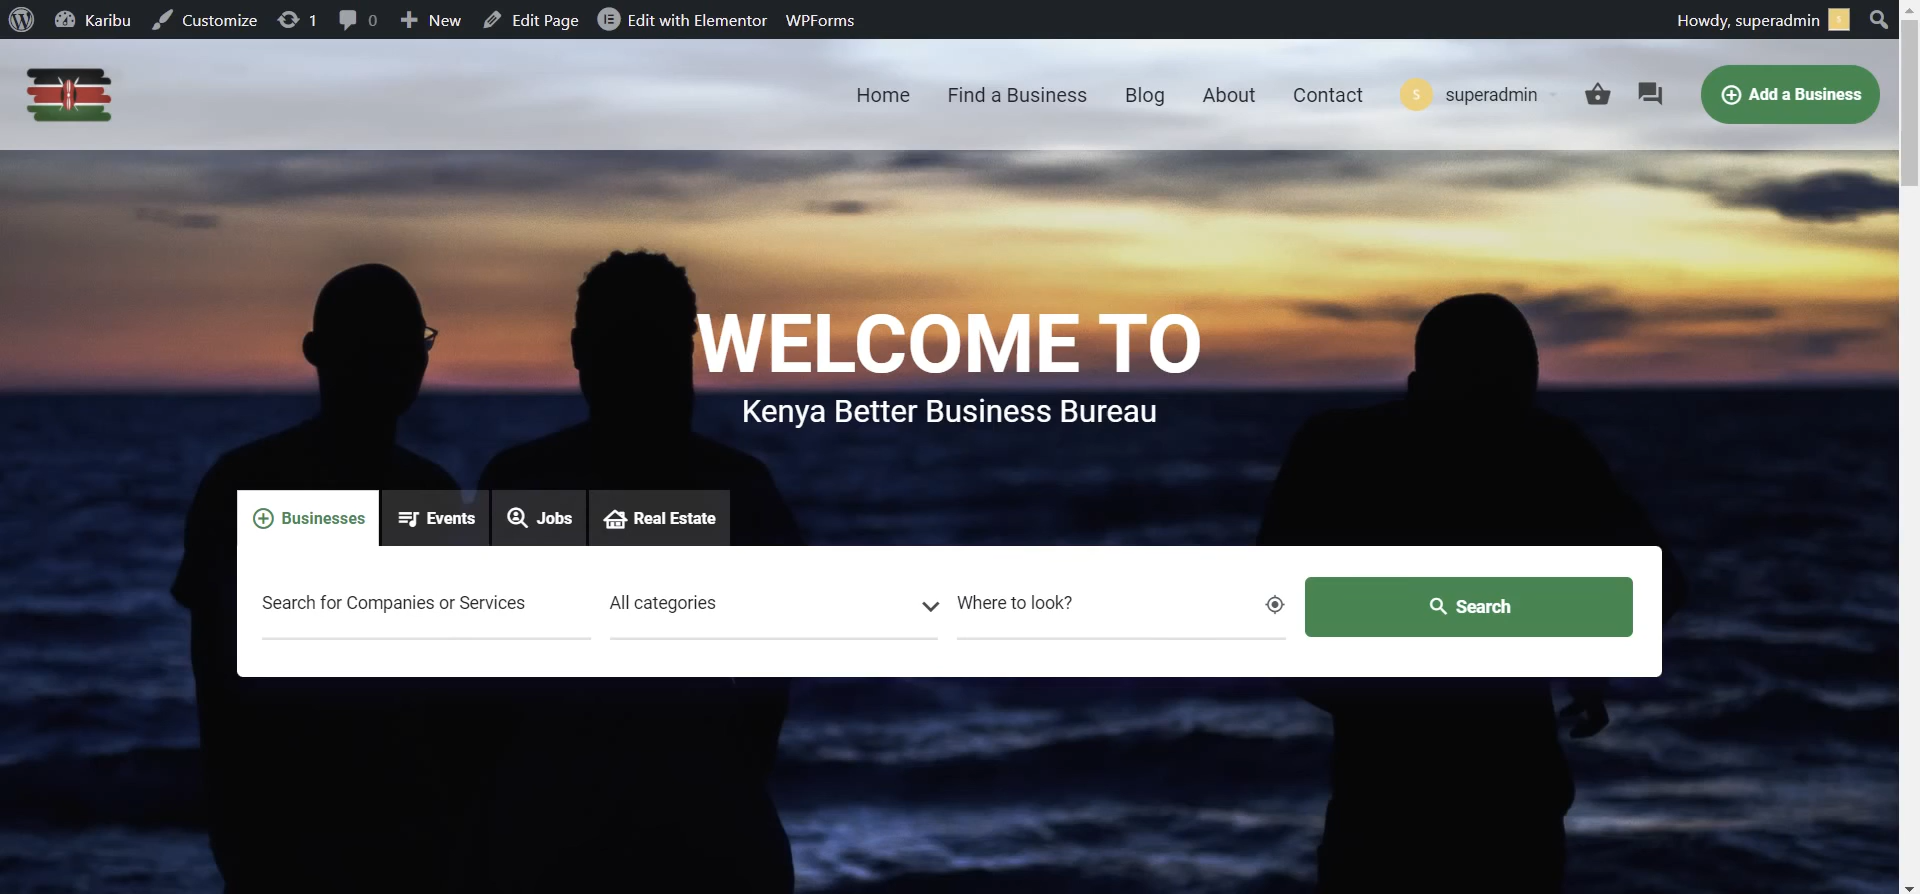 Karibu Customize 1 0 New Edit Page Edit with Elementor WPForms Howdy, superadmin
Home Find a Business Blog About Contact S superadmin Add a Business
WELCOME TO
Kenya Better Business Bureau
Businesses Events Jobs Real Estate
Search for Companies or Services All categories Where to look? Search